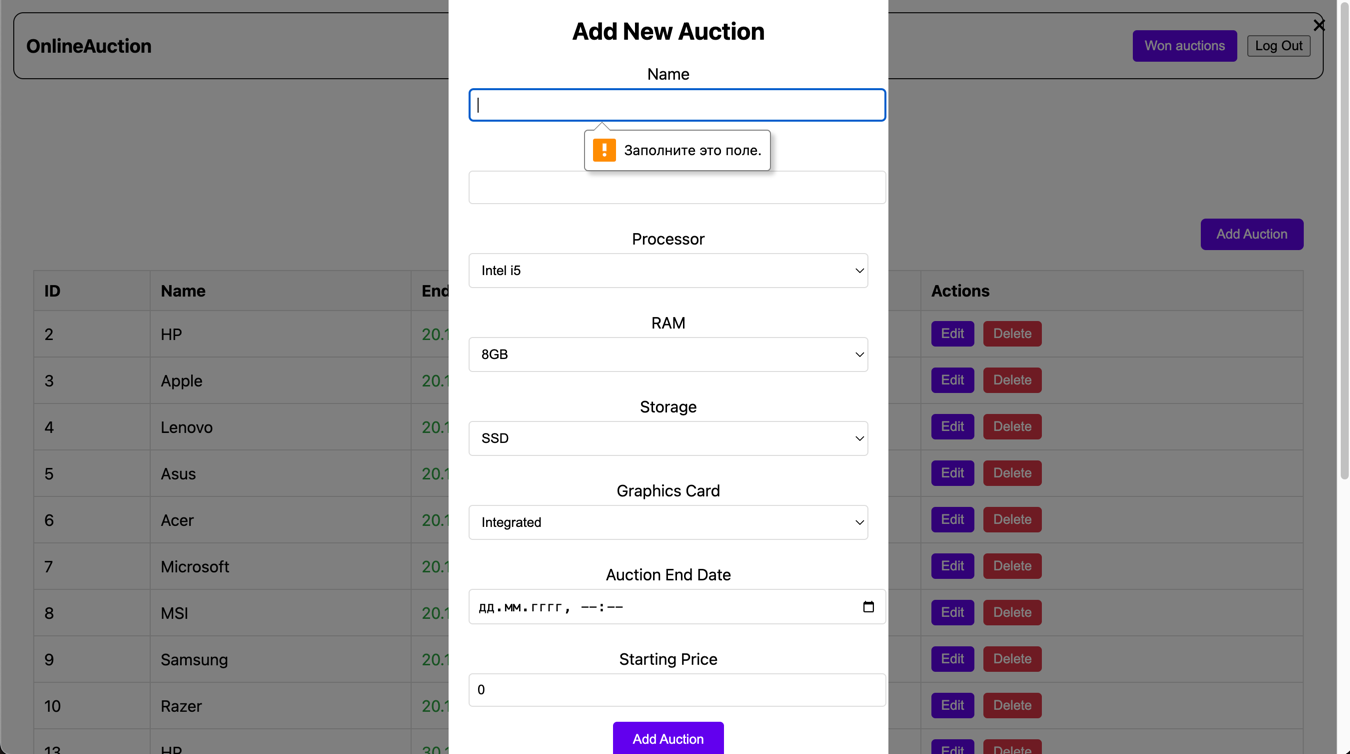 OnlineAuction
Won auctions
Log Out
Add New Auction
Name
Заполните это поле.
Processor
Intel i5
RAM
8GB
Storage
SSD
Graphics Card
Integrated
Auction End Date
дд.мм.гггг, --:--
Starting Price
0
Add Auction
Add Auction
ID Name End Actions
2 HP 20.1 Edit Delete
3 Apple 20.1 Edit Delete
4 Lenovo 20.1 Edit Delete
5 Asus 20.1 Edit Delete
6 Acer 20.1 Edit Delete
7 Microsoft 20.1 Edit Delete
8 MSI 20.1 Edit Delete
9 Samsung 20.1 Edit Delete
10 Razer 20.1 Edit Delete
13 HP 30.1 Edit Delete